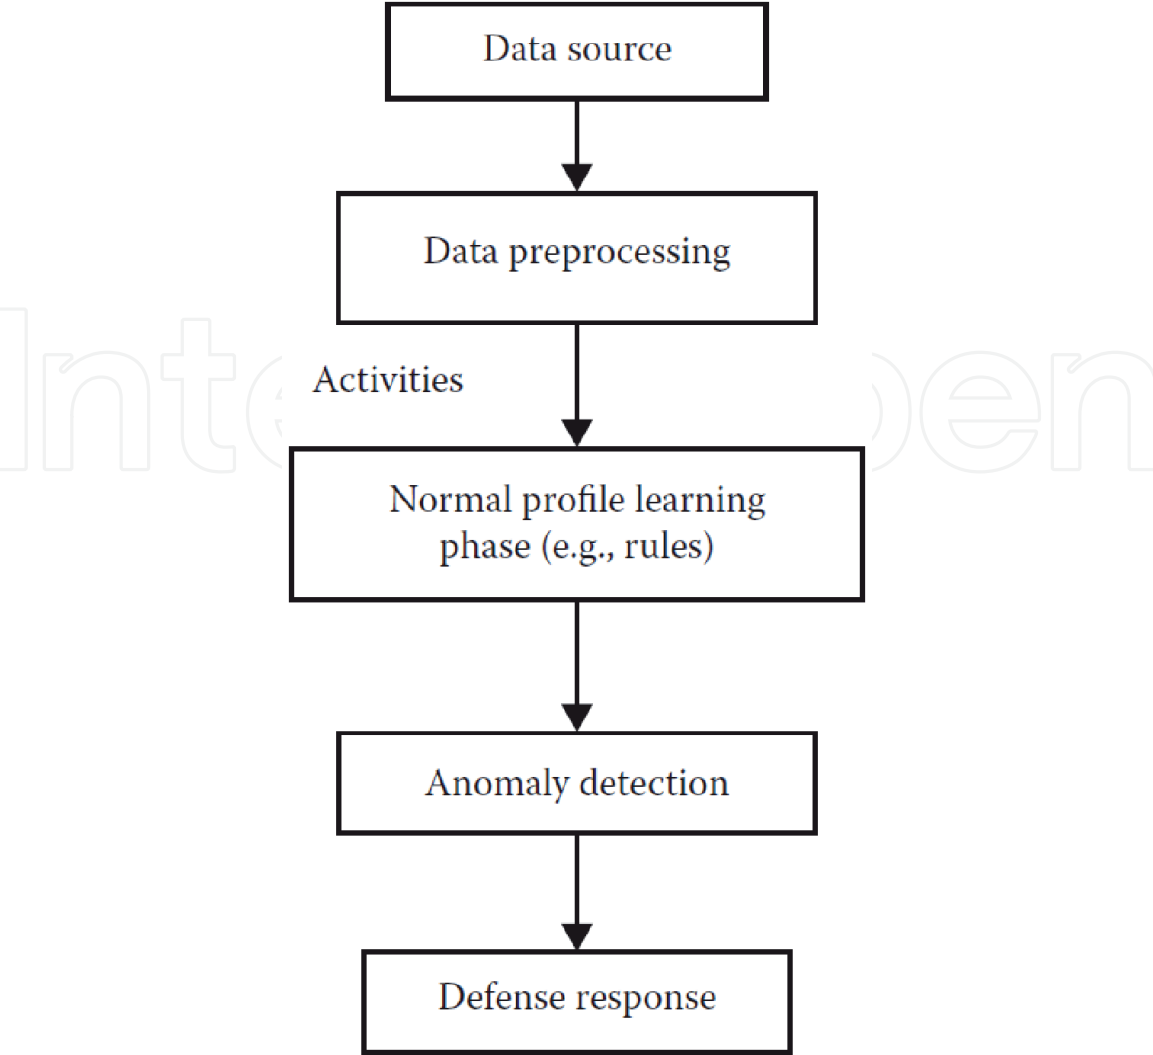 Data source
Data preprocessing
Activities
Normal profile learning
phase (e.g., rules)
Anomaly detection
Defense response